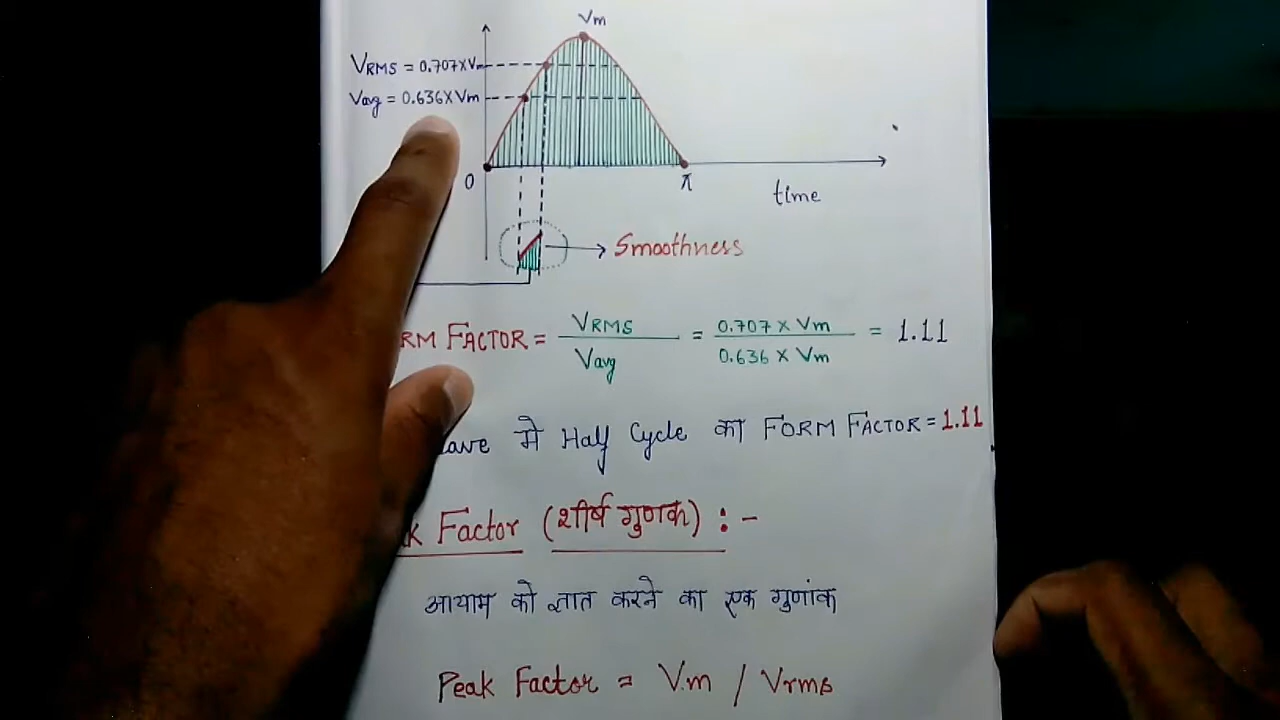 Vm
VRMS = 0.707×Vm
Vavg = 0.636×Vm
0
π
time
Smoothness
RM FACTOR = VRMS / Vavg = 0.707 × Vm / 0.636 × Vm = 1.11
ave मे Half Cycle का FORM FACTOR = 1.11
k Factor (शीर्ष गुणक) : -
आयाम को ज्ञात करने का एक गुणांक
Peak Factor = Vm / Vrms